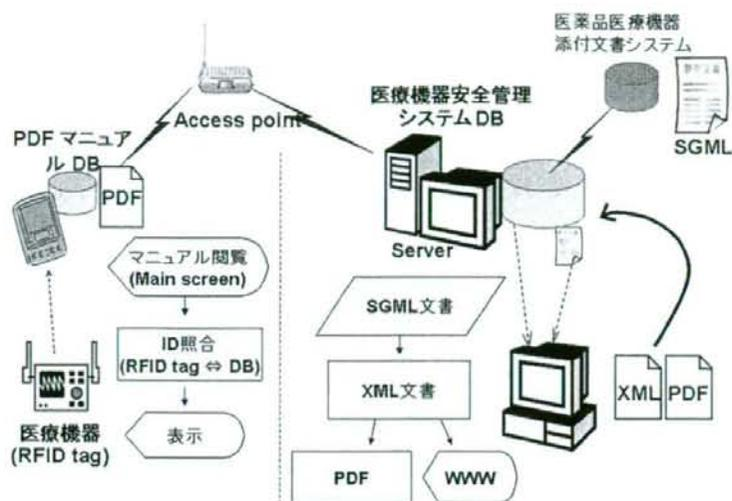 医薬品医療機器
添付文書システム
SGML
Access point
医療機器安全管理
システム DB
PDF マニュアル
ル DB
PDF
Server
マニュアル閲覧
(Main screen)
ID照合
(RFID tag ⇔ DB)
表示
医療機器
(RFID tag)
SGML文書
XML文書
PDF
WWW
XML
PDF